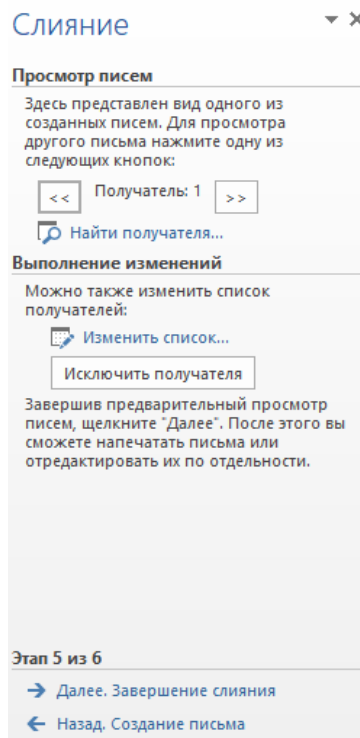 Слияние
Просмотр писем
Здесь представлен вид одного из
созданных писем. Для просмотра
другого письма нажмите одну из
следующих кнопок:
<< Получатель: 1 >>
Найти получателя...
Выполнение изменений
Можно также изменить список
получателей:
Изменить список...
Исключить получателя
Завершив предварительный просмотр
писем, щелкните "Далее". После этого вы
сможете напечатать письма или
отредактировать их по отдельности.
Этап 5 из 6
Далее. Завершение слияния
Назад. Создание письма